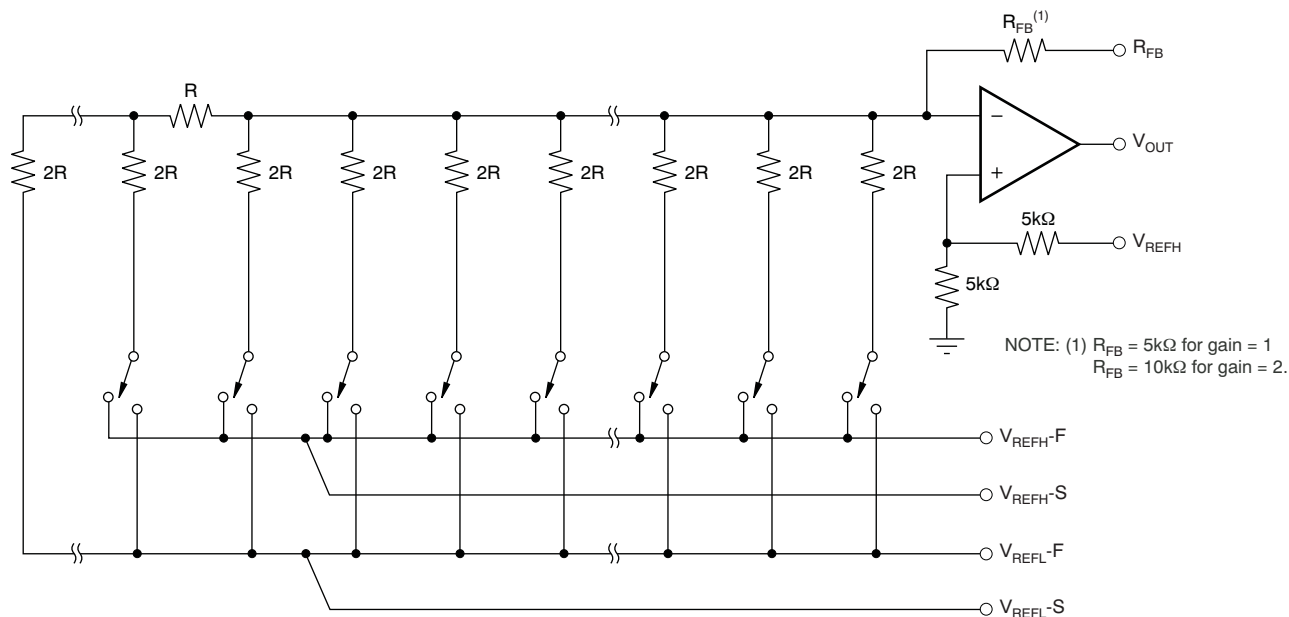 R_FB^(1)
R_FB
R
2R
2R
2R
2R
2R
2R
2R
2R
2R
−
+
V_OUT
5kΩ
V_REFH
5kΩ
NOTE: (1) R_FB = 5kΩ for gain = 1
R_FB = 10kΩ for gain = 2.
V_REFH-F
V_REFH-S
V_REFL-F
V_REFL-S